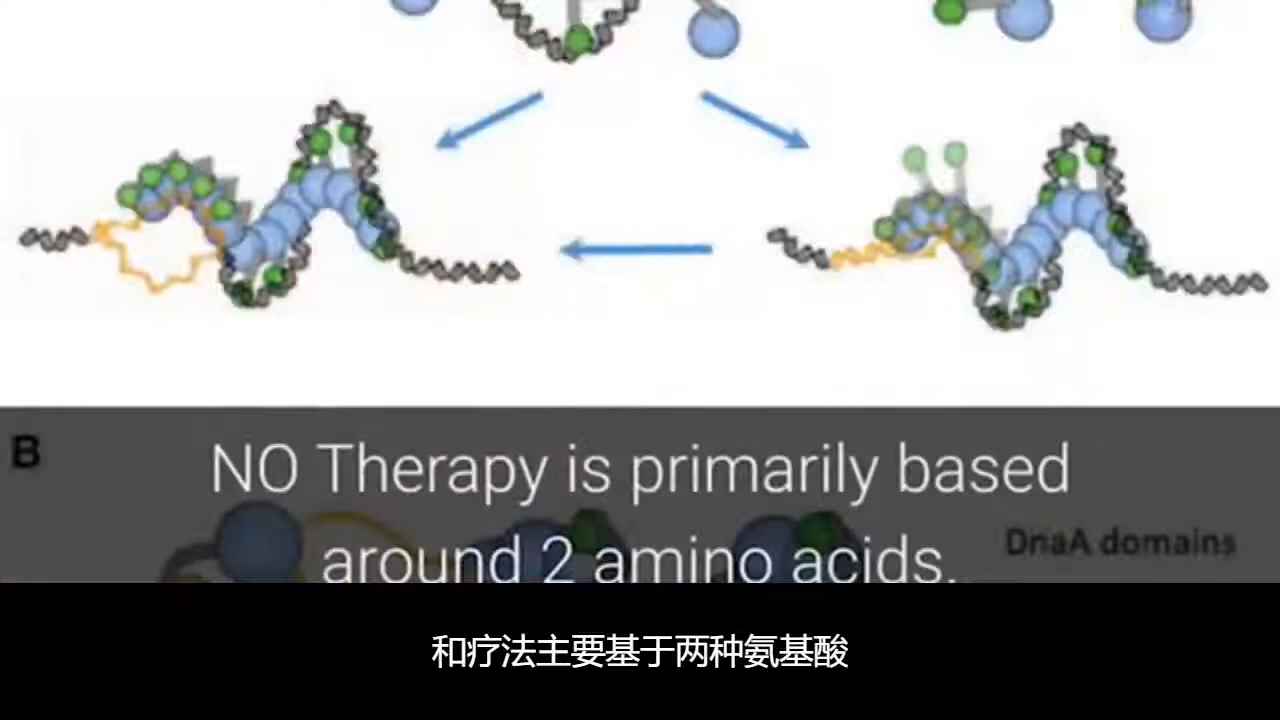 B
NO Therapy is primarily based
around 2 amino acids.
DnaA domains
和疗法主要基于两种氨基酸